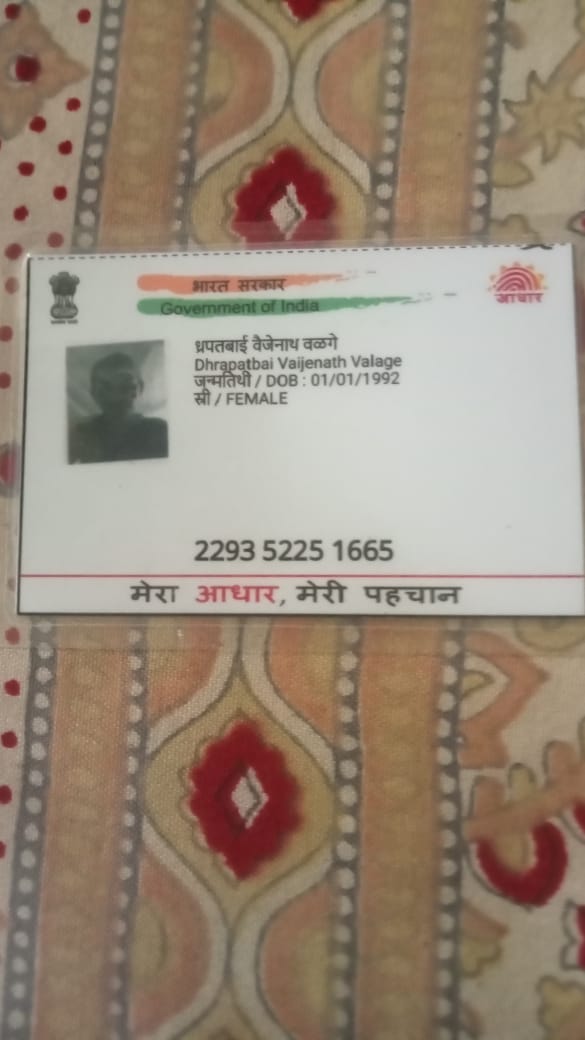 भारत सरकार
Government of India
आधार
ध्रपतबाई वैजेनाथ वळगे
Dhrapatbai Vaijenath Valage
जन्मतिथी / DOB : 01/01/1992
स्त्री / FEMALE
2293 5225 1665
मेरा आधार, मेरी पहचान